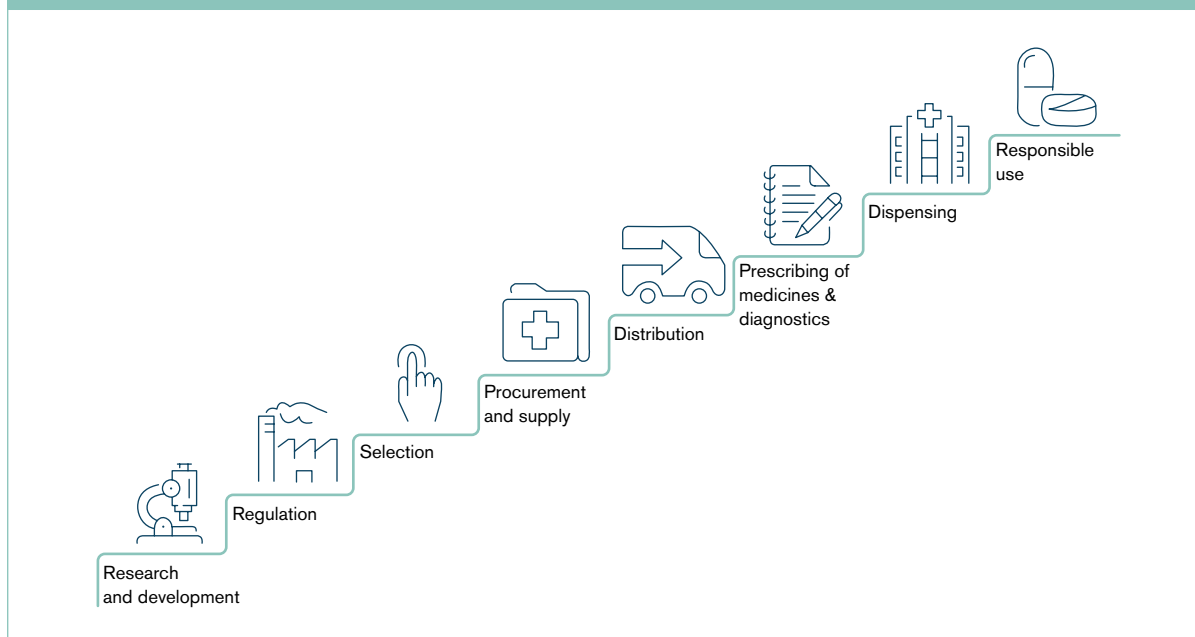 Research
and development
Regulation
Selection
Procurement
and supply
Distribution
Prescribing of
medicines &
diagnostics
Dispensing
Responsible
use